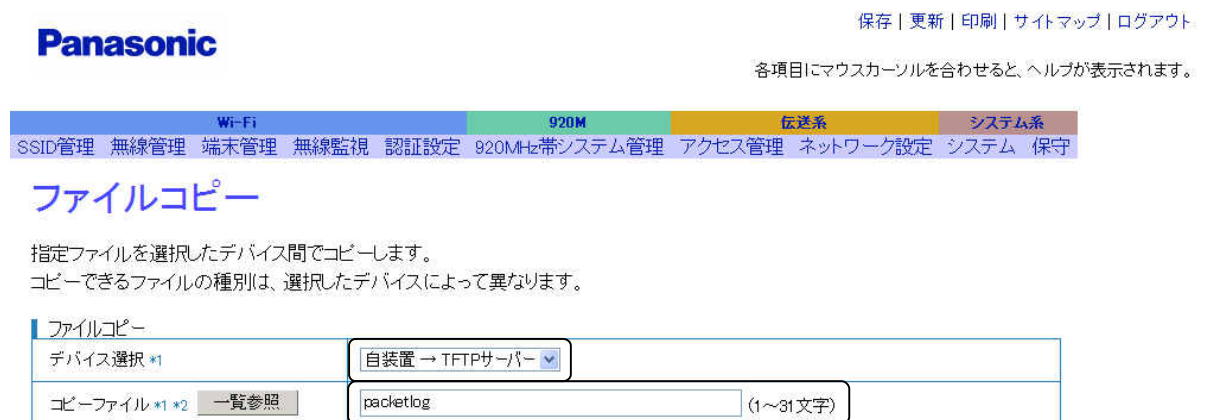 Panasonic
保存 | 更新 | 印刷 | サイトマップ | ログアウト
各項目にマウスカーソルを合わせると、ヘルプが表示されます。
Wi-Fi 920M 伝送系 システム系
SSID管理 無線管理 端末管理 無線監視 認証設定 920MHz帯システム管理 アクセス管理 ネットワーク設定 システム 保守
ファイルコピー
指定ファイルを選択したデバイス間でコピーします。
コピーできるファイルの種別は、選択したデバイスによって異なります。
ファイルコピー
デバイス選択 *1 自装置 → TFTPサーバー
コピーファイル *1 *2 一覧参照 packetlog (1～31文字)